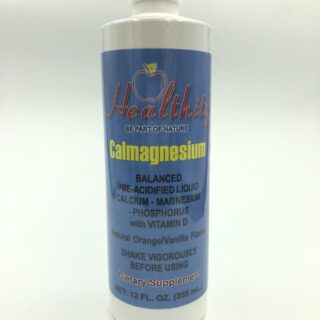 Healthity
BE PART OF NATURE
Calmagnesium
BALANCED
PRE-ACIDIFIED LIQUID
CALCIUM - MAGNESIUM
- PHOSPHORUS
with VITAMIN D
Natural Orange/Vanilla Flavor
SHAKE VIGOROUSLY
BEFORE USING
Dietary Supplement
NET. 12 FL. OZ. (355 mL.)